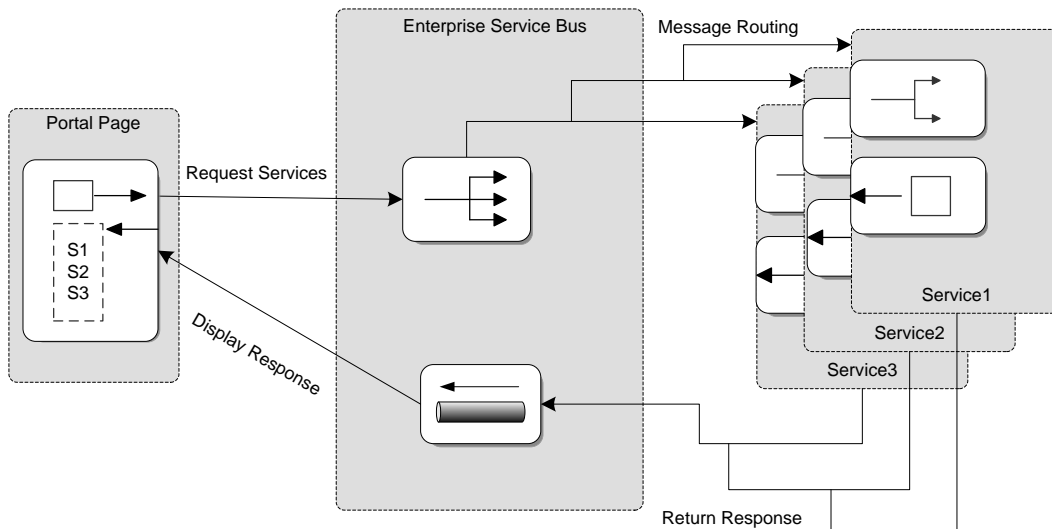 Enterprise Service Bus
Message Routing
Portal Page
Request Services
S1
S2
S3
Display Response
Service1
Service2
Service3
Return Response